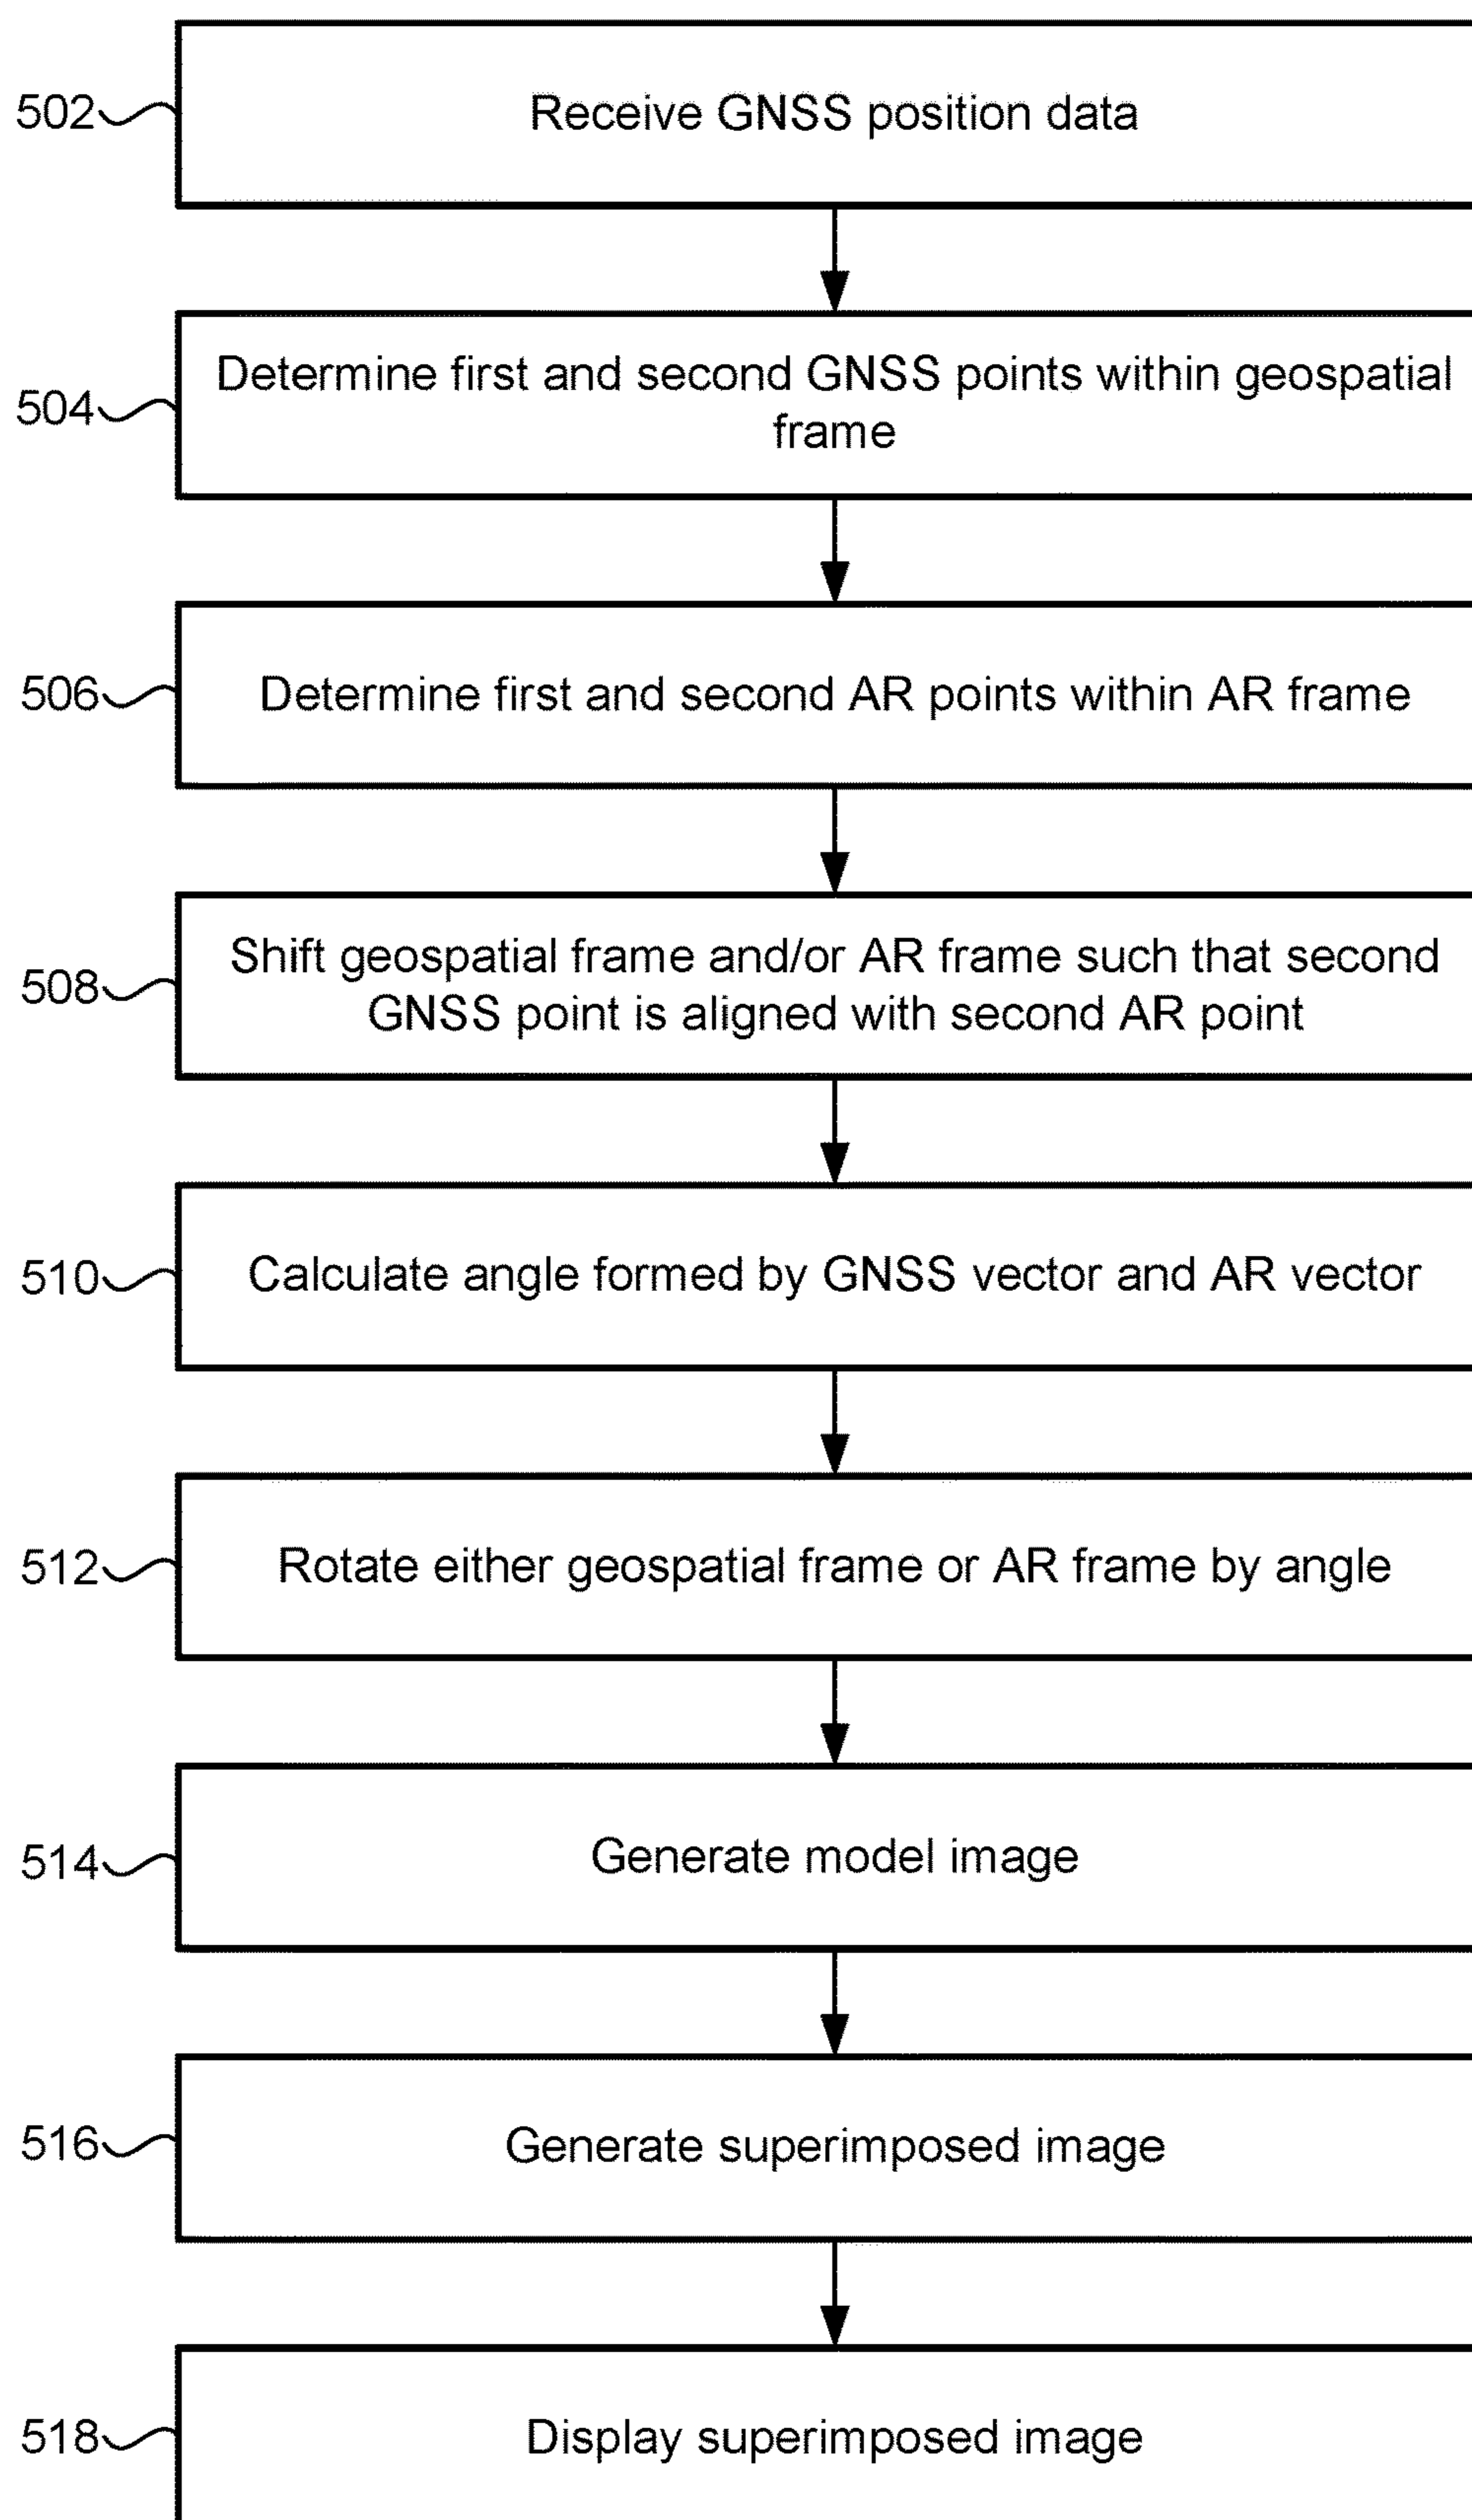 502
Receive GNSS position data
504
Determine first and second GNSS points within geospatial
frame
506
Determine first and second AR points within AR frame
508
Shift geospatial frame and/or AR frame such that second
GNSS point is aligned with second AR point
510
Calculate angle formed by GNSS vector and AR vector
512
Rotate either geospatial frame or AR frame by angle
514
Generate model image
516
Generate superimposed image
518
Display superimposed image